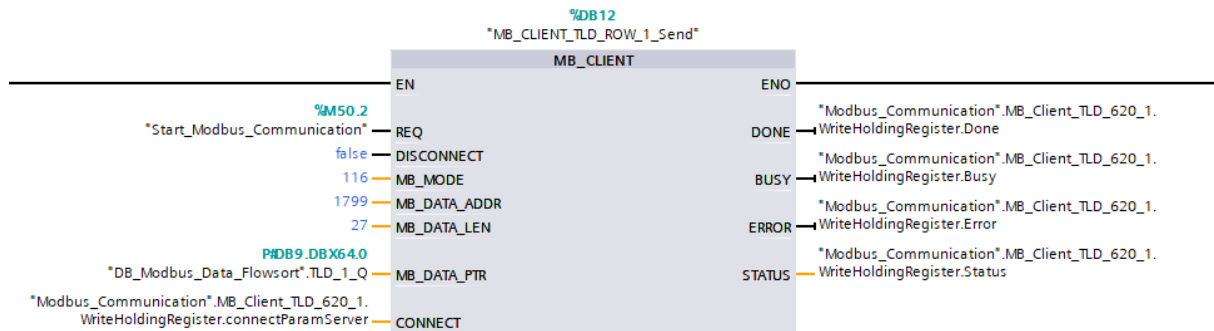 %DB12
"MB_CLIENT_TLD_ROW_1_Send"
MB_CLIENT
EN
ENO
%M50.2
"Start_Modbus_Communication"
REQ
false
DISCONNECT
116
MB_MODE
1799
MB_DATA_ADDR
27
MB_DATA_LEN
P#DB9.DBX64.0
"DB_Modbus_Data_Flowsort".TLD_1_Q
MB_DATA_PTR
"Modbus_Communication".MB_Client_TLD_620_1.
WriteHoldingRegister.connectParamServer
CONNECT
"Modbus_Communication".MB_Client_TLD_620_1.
DONE
WriteHoldingRegister.Done
"Modbus_Communication".MB_Client_TLD_620_1.
BUSY
WriteHoldingRegister.Busy
"Modbus_Communication".MB_Client_TLD_620_1.
ERROR
WriteHoldingRegister.Error
"Modbus_Communication".MB_Client_TLD_620_1.
STATUS
WriteHoldingRegister.Status